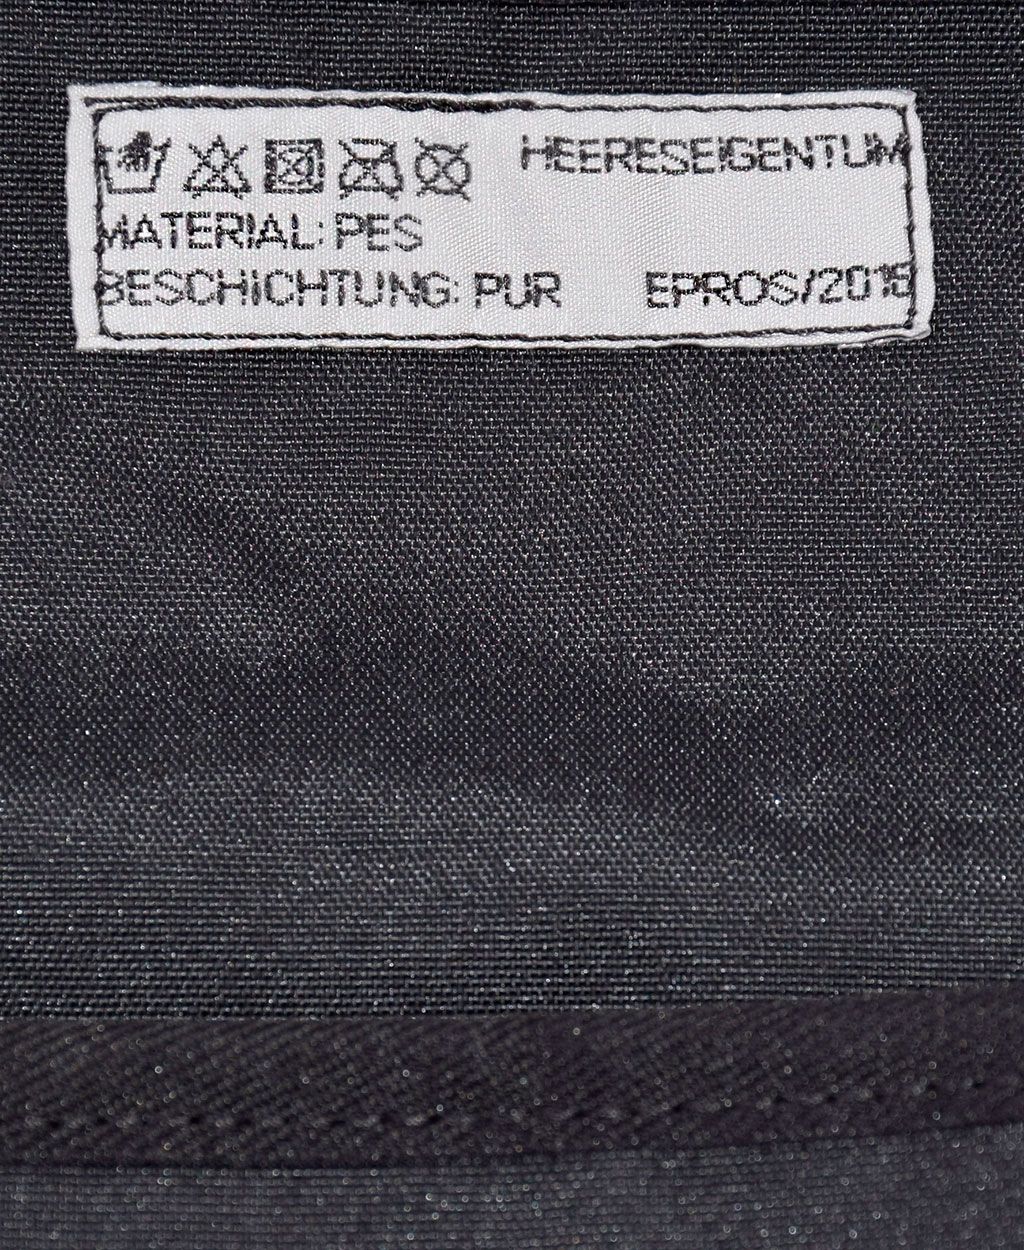 HEERESEIGENTUM
MATERIAL: PES
BESCHICHTUNG: PUR EPROS/2015